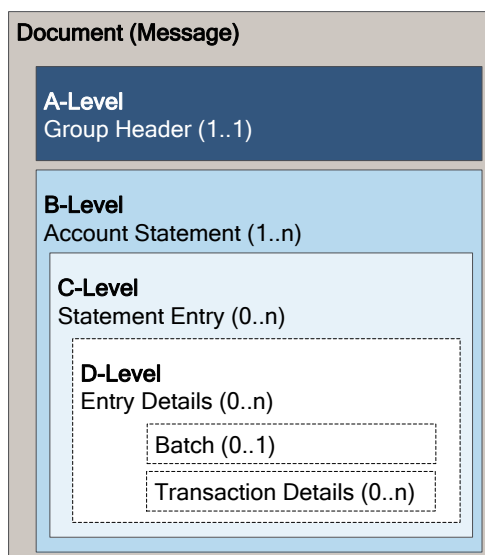 Document (Message)
A-Level
Group Header (1..1)
B-Level
Account Statement (1..n)
C-Level
Statement Entry (0..n)
D-Level
Entry Details (0..n)
Batch (0..1)
Transaction Details (0..n)